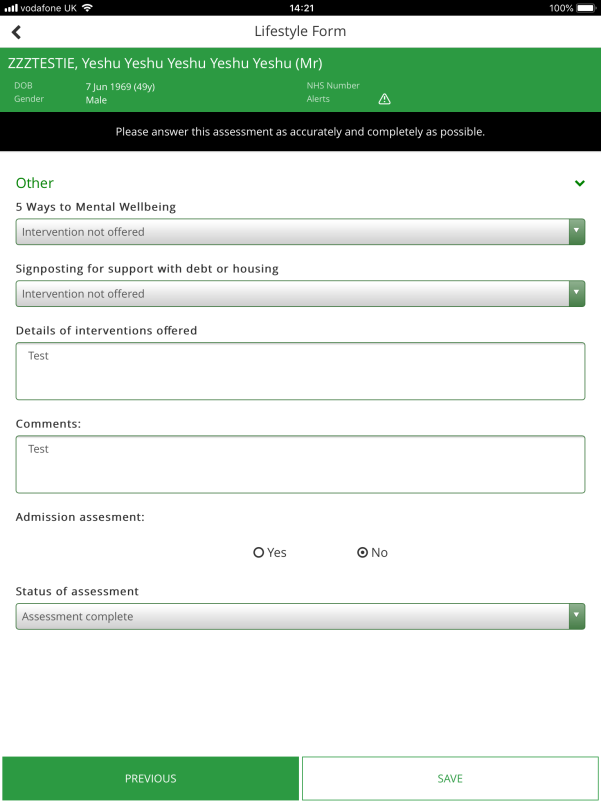 vodafone UK 14:21 100%
Lifestyle Form
ZZZTESTIE, Yeshu Yeshu Yeshu Yeshu Yeshu (Mr)
DOB 7 Jun 1969 (49y) NHS Number
Gender Male Alerts
Please answer this assessment as accurately and completely as possible.
Other
5 Ways to Mental Wellbeing
Intervention not offered
Signposting for support with debt or housing
Intervention not offered
Details of interventions offered
Test
Comments:
Test
Admission assesment:
Yes No
Status of assessment
Assessment complete
PREVIOUS SAVE